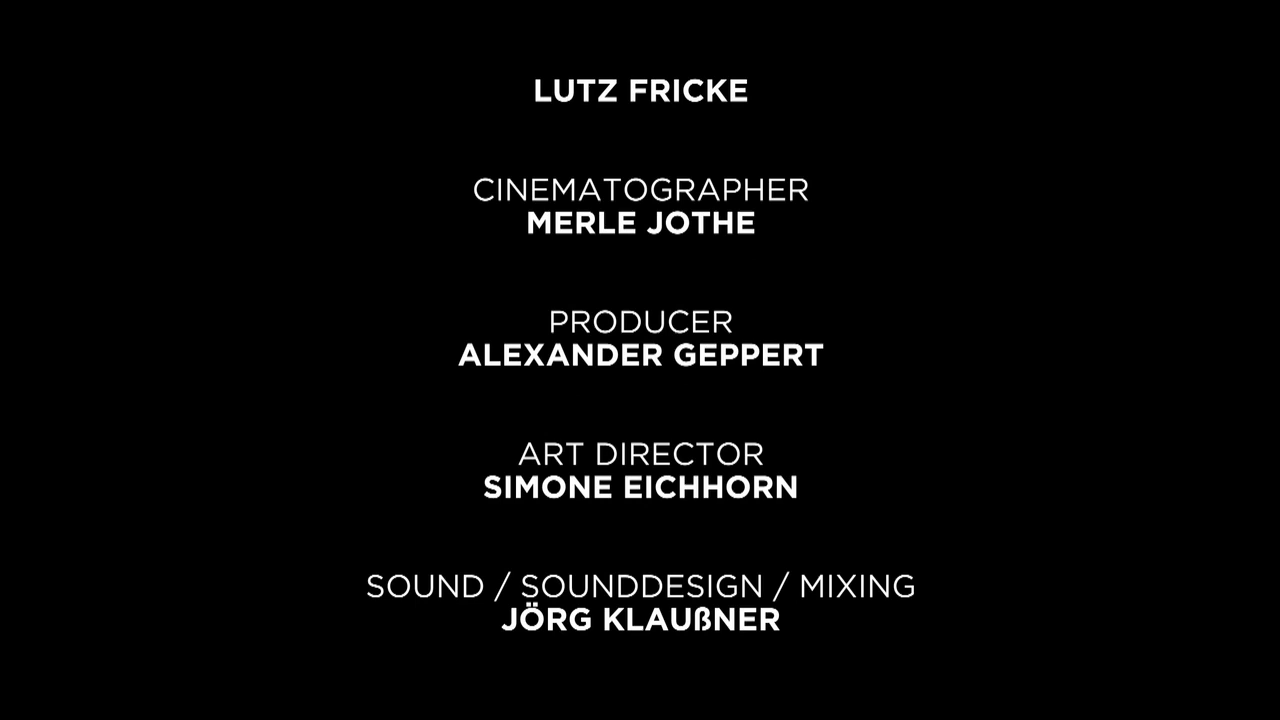 LUTZ FRICKE
CINEMATOGRAPHER
MERLE JOTHE
PRODUCER
ALEXANDER GEPPERT
ART DIRECTOR
SIMONE EICHHORN
SOUND / SOUNDDESIGN / MIXING
JÖRG KLAUßNER